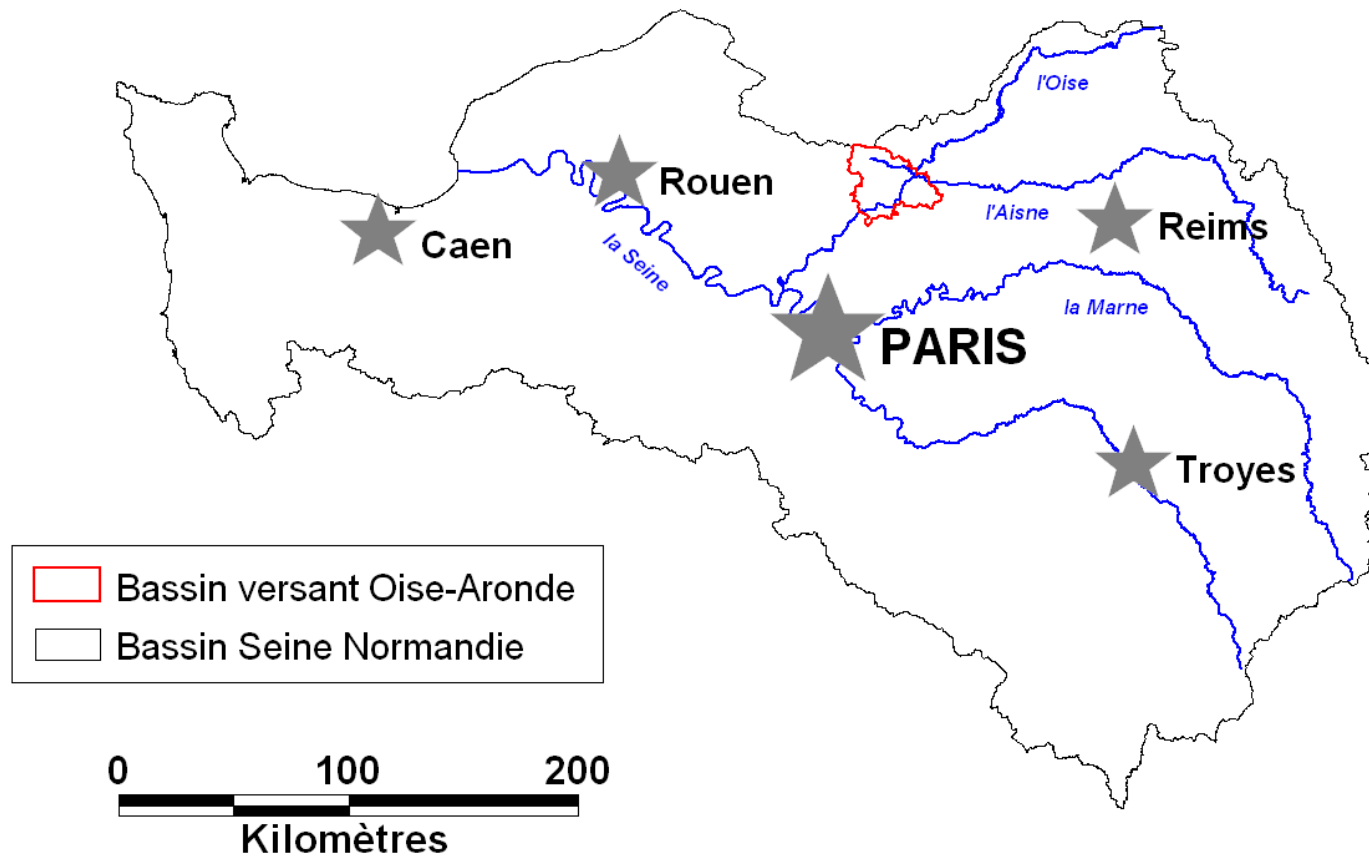 l'Oise
Rouen
l'Aisne
Reims
Caen
la Seine
la Marne
PARIS
Troyes
Bassin versant Oise-Aronde
Bassin Seine Normandie
0 100 200
Kilomètres